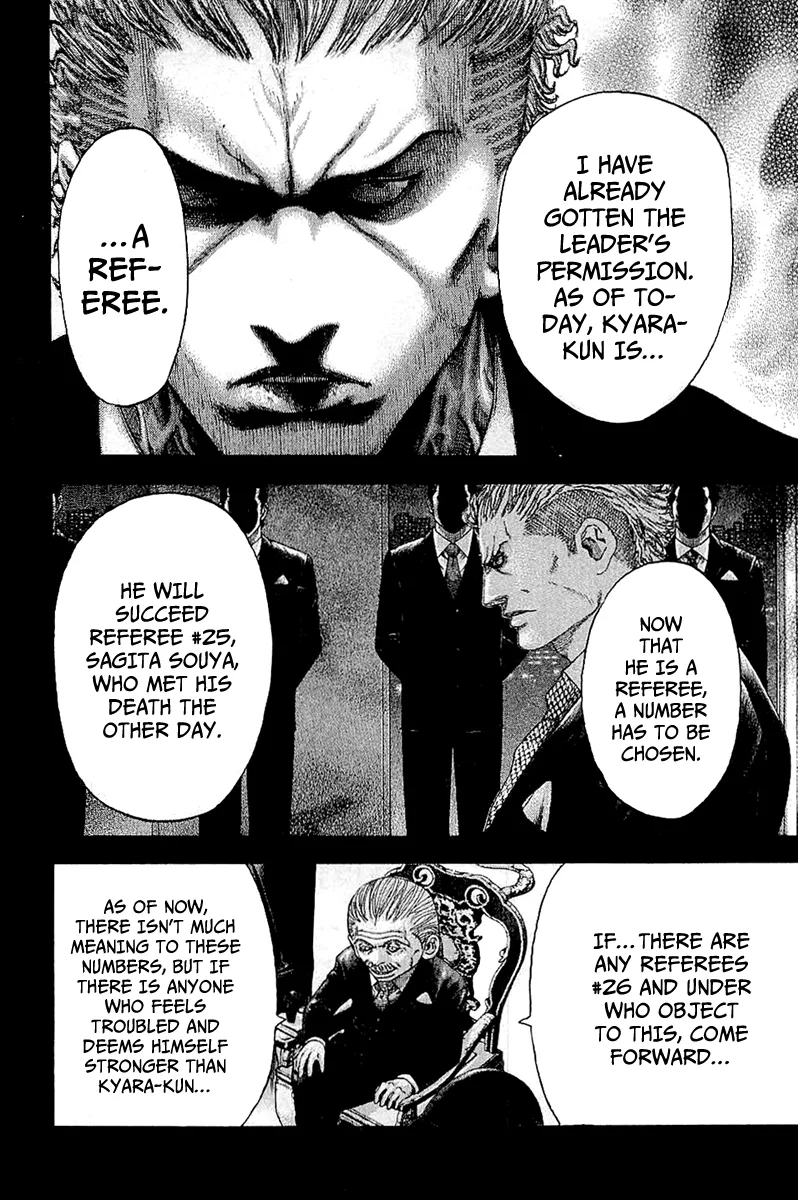 I HAVE
ALREADY
GOTTEN THE
LEADER'S
PERMISSION.
AS OF TO-
DAY, KYARA-
KUN IS...
...A
REF-
EREE.
NOW
THAT
HE IS A
REFEREE,
A NUMBER
HAS TO BE
CHOSEN.
HE WILL
SUCCEED
REFEREE #25,
SAGITA SOUYA,
WHO MET HIS
DEATH THE
OTHER DAY.
IF...THERE ARE
ANY REFEREES
#26 AND UNDER
WHO OBJECT
TO THIS, COME
FORWARD...
AS OF NOW,
THERE ISN'T MUCH
MEANING TO THESE
NUMBERS, BUT IF
THERE IS ANYONE
WHO FEELS
TROUBLED AND
DEEMS HIMSELF
STRONGER THAN
KYARA-KUN...